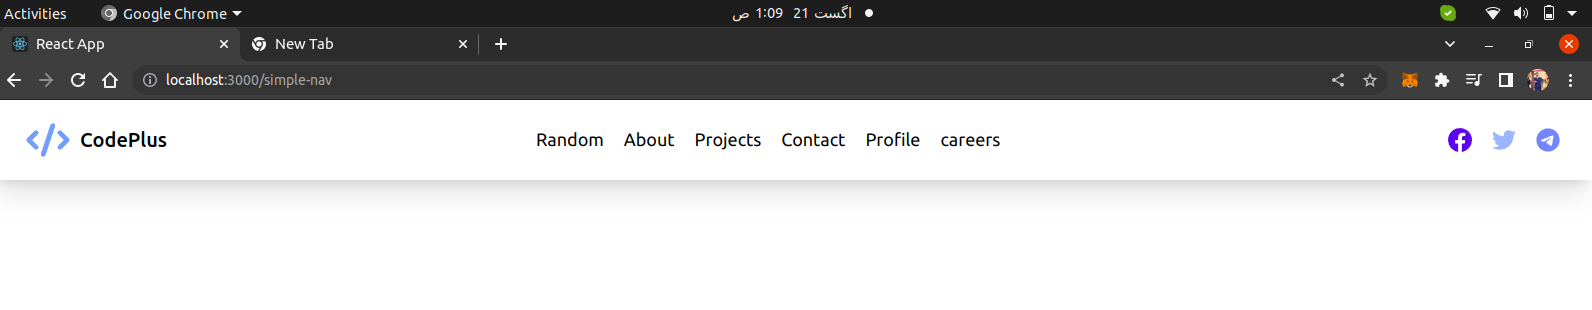 Activities Google Chrome اگست 21 1:09 ص
React App New Tab
localhost:3000/simple-nav
CodePlus Random About Projects Contact Profile careers